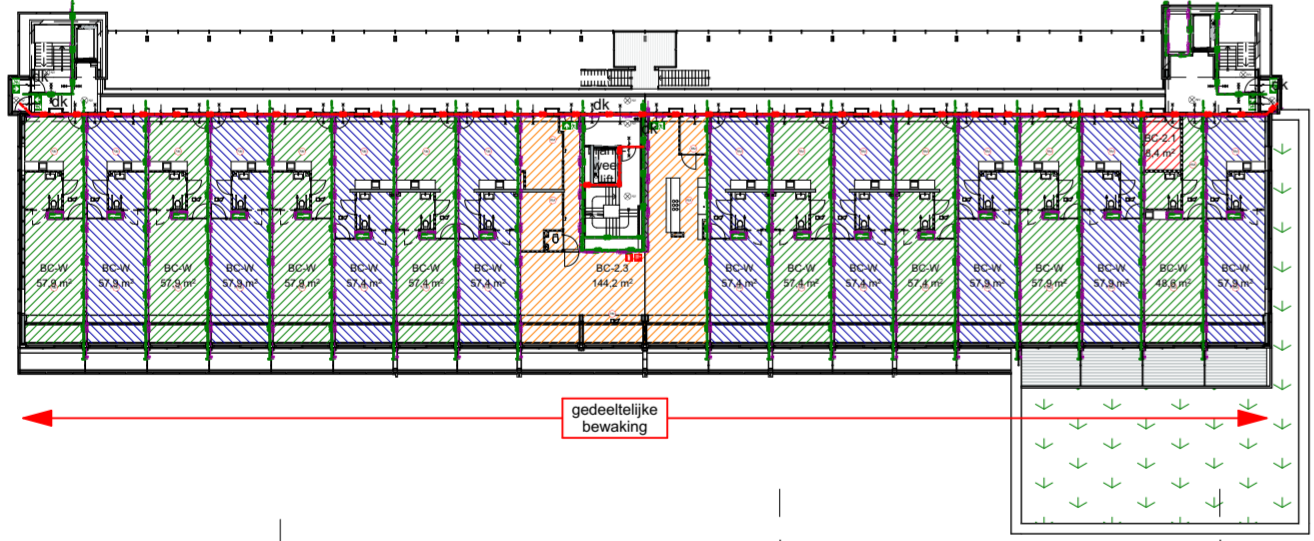 dk
dk
dk
dk
dk
BC-2.1
wee
lift
BC-W
57,9 m²
BC-W
57,9 m²
BC-W
57,9 m²
BC-W
57,9 m²
BC-W
57,9 m²
BC-W
57,4 m²
BC-W
57,4 m²
BC-W
57,4 m²
BC-2.3
144,2 m²
BC-W
57,4 m²
BC-W
57,4 m²
BC-W
57,4 m²
BC-W
57,4 m²
BC-W
57,9 m²
BC-W
57,9 m²
BC-W
57,9 m²
BC-W
48,6 m²
BC-W
57,9 m²
gedeeltelijke
bewaking